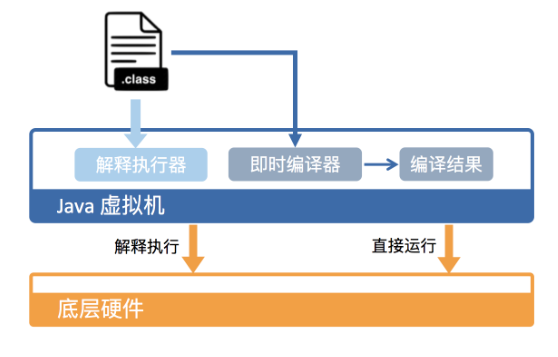 .class
解释执行器
即时编译器
编译结果
Java 虚拟机
解释执行
直接运行
底层硬件